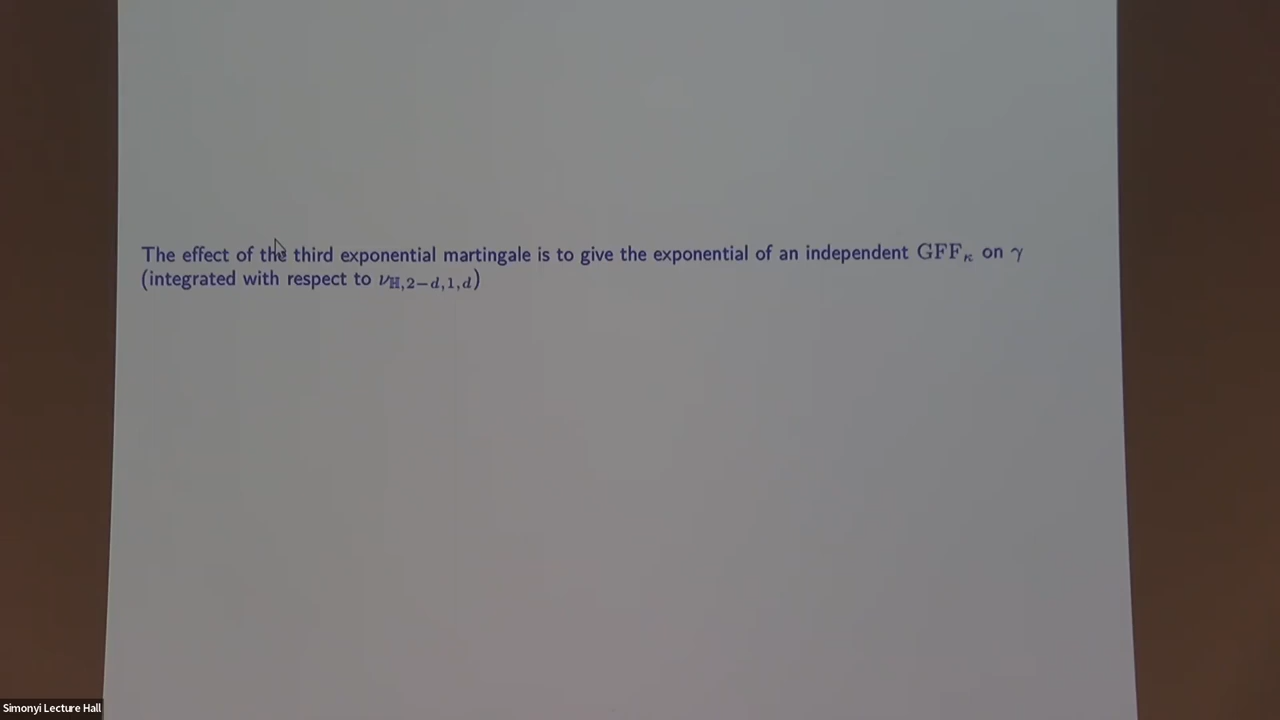 The effect of the third exponential martingale is to give the exponential of an independent GFF_κ on γ
(integrated with respect to ν_{ℍ,2−d,1,d})
Simonyi Lecture Hall